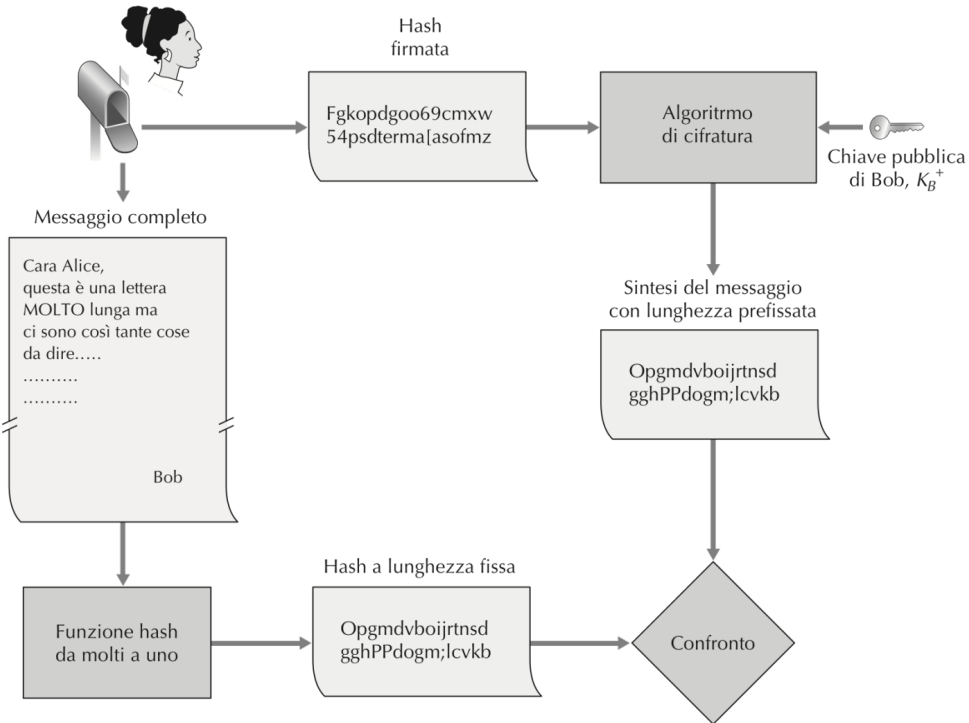 Hash
firmata
Fgkopdgoo69cmxw
54psdterma[asofmz
Algoritrmo
di cifratura
Chiave pubblica
di Bob, K_B^+
Messaggio completo
Cara Alice,
questa è una lettera
MOLTO lunga ma
ci sono così tante cose
da dire.....
..........
..........
Bob
Sintesi del messaggio
con lunghezza prefissata
Opgmdvboijrtnsd
gghPPdogm;lcvkb
Funzione hash
da molti a uno
Hash a lunghezza fissa
Opgmdvboijrtnsd
gghPPdogm;lcvkb
Confronto